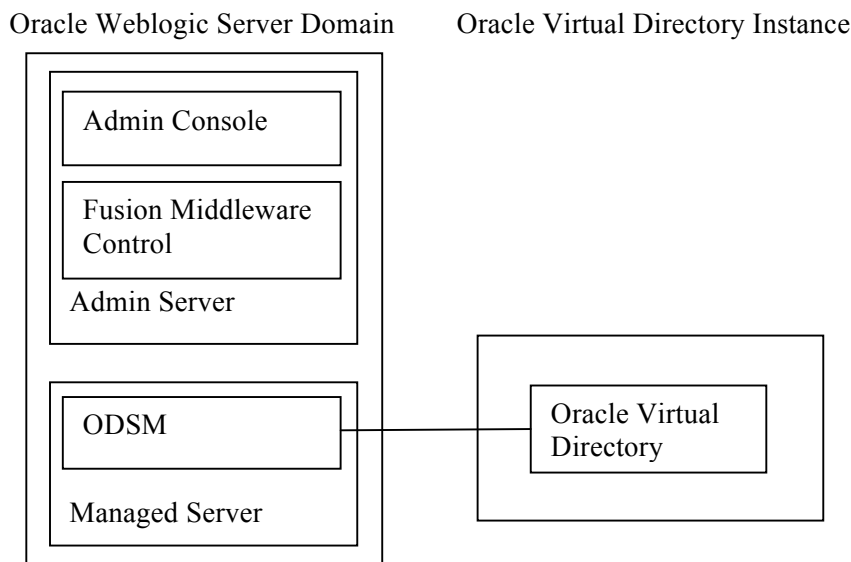 Oracle Weblogic Server Domain
Oracle Virtual Directory Instance
Admin Console
Fusion Middleware
Control
Admin Server
ODSM
Managed Server
Oracle Virtual
Directory